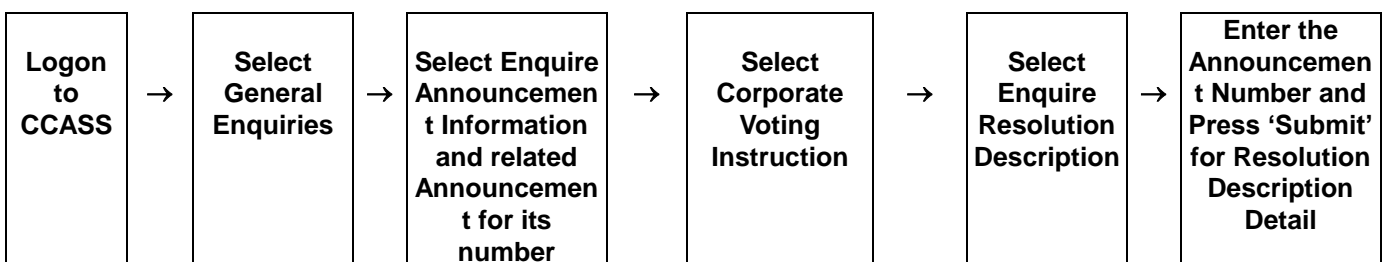 Logon
to
CCASS
→
Select
General
Enquiries
→
Select Enquire
Announcemen
t Information
and related
Announcemen
t for its
number
→
Select
Corporate
Voting
Instruction
→
Select
Enquire
Resolution
Description
→
Enter the
Announcemen
t Number and
Press ‘Submit’
for Resolution
Description
Detail